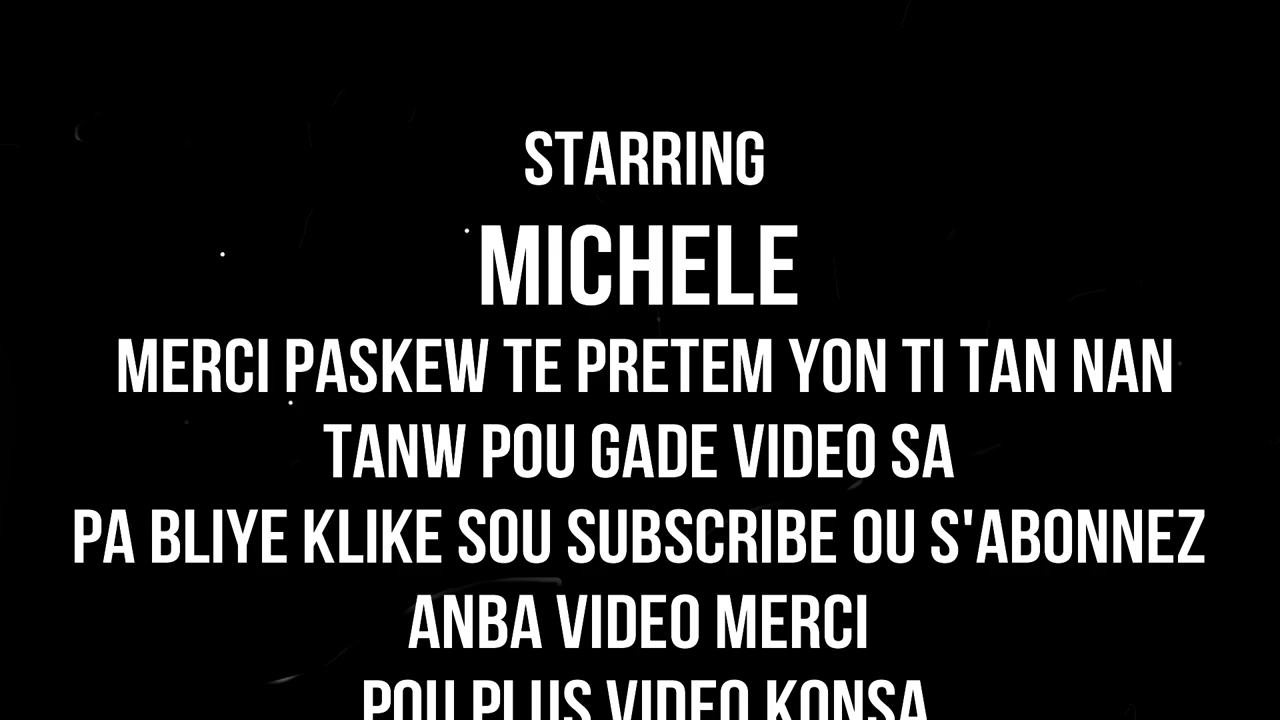 STARRING
MICHELE
MERCI PASKEW TE PRETEM YON TI TAN NAN
TANW POU GADE VIDEO SA
PA BLIYE KLIKE SOU SUBSCRIBE OU S'ABONNEZ
ANBA VIDEO MERCI
POU PLUS VIDEO KONSA